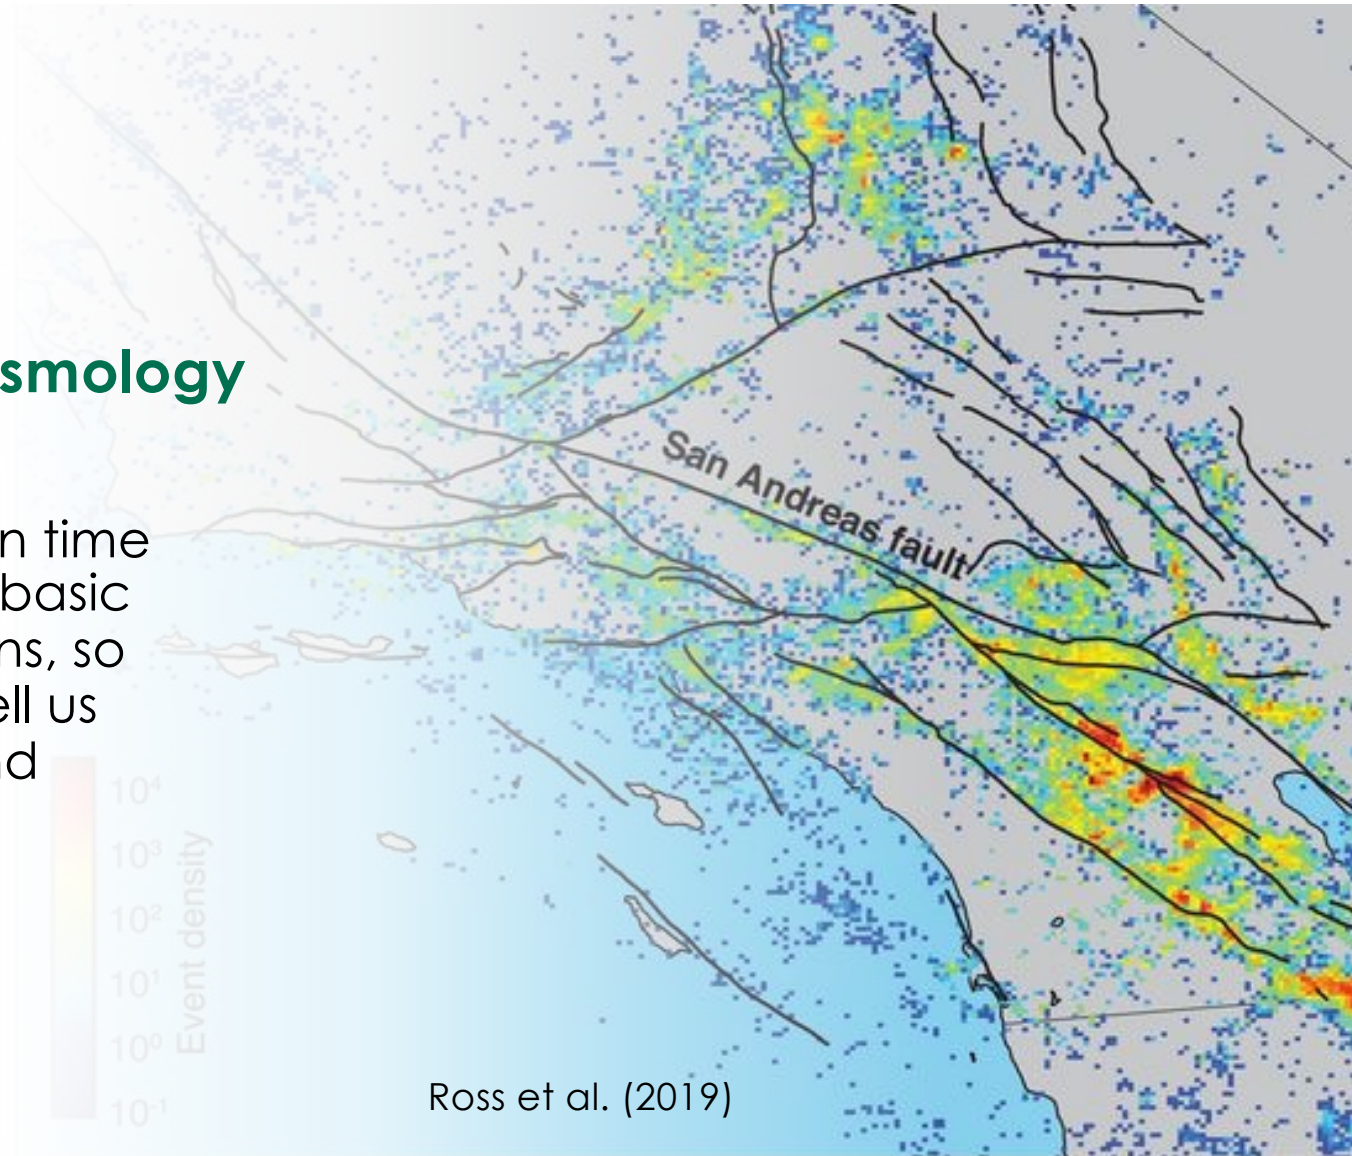 smology
San Andreas fault
n time
basic
ns, so
ell us
nd
10⁴
10³
10²
10¹
10⁰
10⁻¹
Event density
Ross et al. (2019)